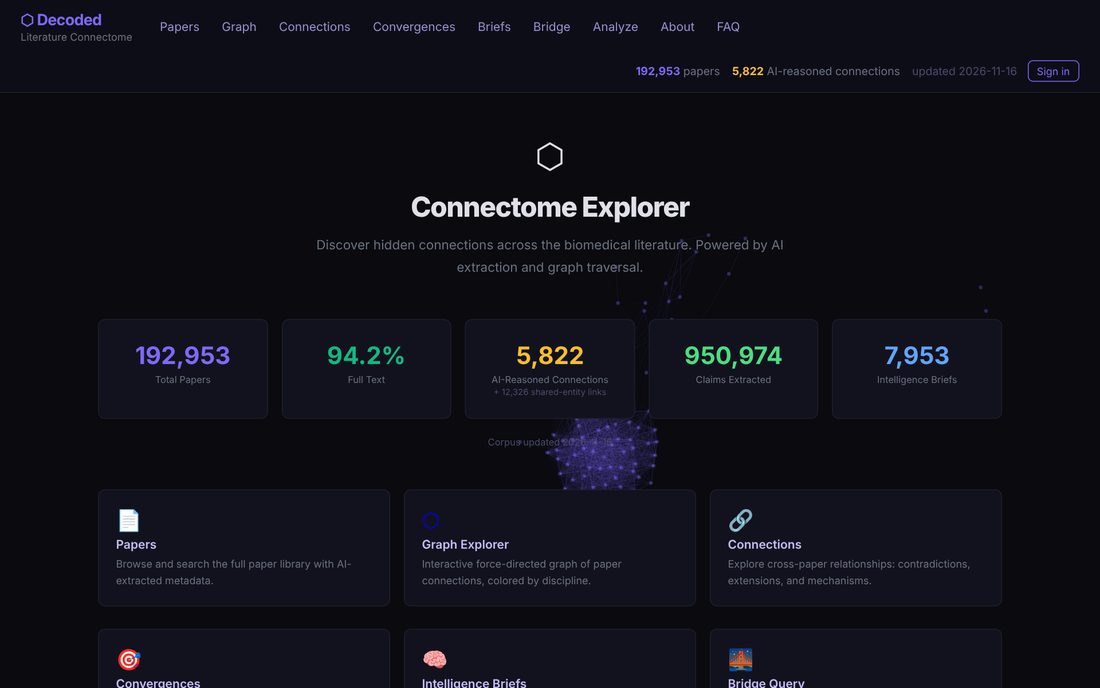 Decoded
Literature Connectome
Papers
Graph
Connections
Convergences
Briefs
Bridge
Analyze
About
FAQ
192,953 papers
5,822 AI-reasoned connections
updated 2026-11-16
Sign in
Connectome Explorer
Discover hidden connections across the biomedical literature. Powered by AI
extraction and graph traversal.
192,953
Total Papers
94.2%
Full Text
5,822
AI-Reasoned Connections
+ 12,326 shared-entity links
950,974
Claims Extracted
7,953
Intelligence Briefs
Corpus updated
Papers
Browse and search the full paper library with AI-
extracted metadata.
Graph Explorer
Interactive force-directed graph of paper
connections, colored by discipline.
Connections
Explore cross-paper relationships: contradictions,
extensions, and mechanisms.
Convergences
Intelligence Briefs
Bridge Query